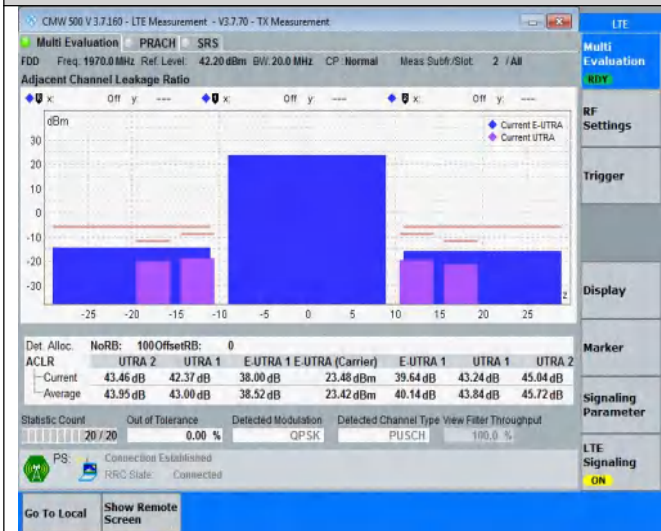 CMW 500 V 3.7.160 - LTE Measurement - V3.7.70 - TX Measurement
LTE
Multi Evaluation PRACH SRS
Multi Evaluation
RDY
FDD Freq: 1970.0 MHz Ref. Level: 42.20 dBm BW: 20.0 MHz CP: Normal Meas Subfr./Slot: 2 / All
Adjacent Channel Leakage Ratio
x: Off y: --- x: Off y: --- x: Off y: ---
dBm
Current E-UTRA
Current UTRA
30
20
10
0
-10
-20
-30
z
-25 -20 -15 -10 -5 0 5 10 15 20 25
RF Settings
Trigger
Display
Marker
Signaling Parameter
LTE Signaling
ON
Det. Alloc. NoRB: 100 OffsetRB: 0
ACLR UTRA 2 UTRA 1 E-UTRA 1 E-UTRA (Carrier) E-UTRA 1 UTRA 1 UTRA 2
Current 43.46 dB 42.37 dB 38.00 dB 23.48 dBm 39.64 dB 43.24 dB 45.04 dB
Average 43.95 dB 43.00 dB 38.52 dB 23.42 dBm 40.14 dB 43.84 dB 45.72 dB
Statistic Count Out of Tolerance Detected Modulation Detected Channel Type View Filter Throughput
20 / 20 0.00 % QPSK PUSCH 100.0 %
PS: Connection Established
RRC State: Connected
Go To Local
Show Remote Screen